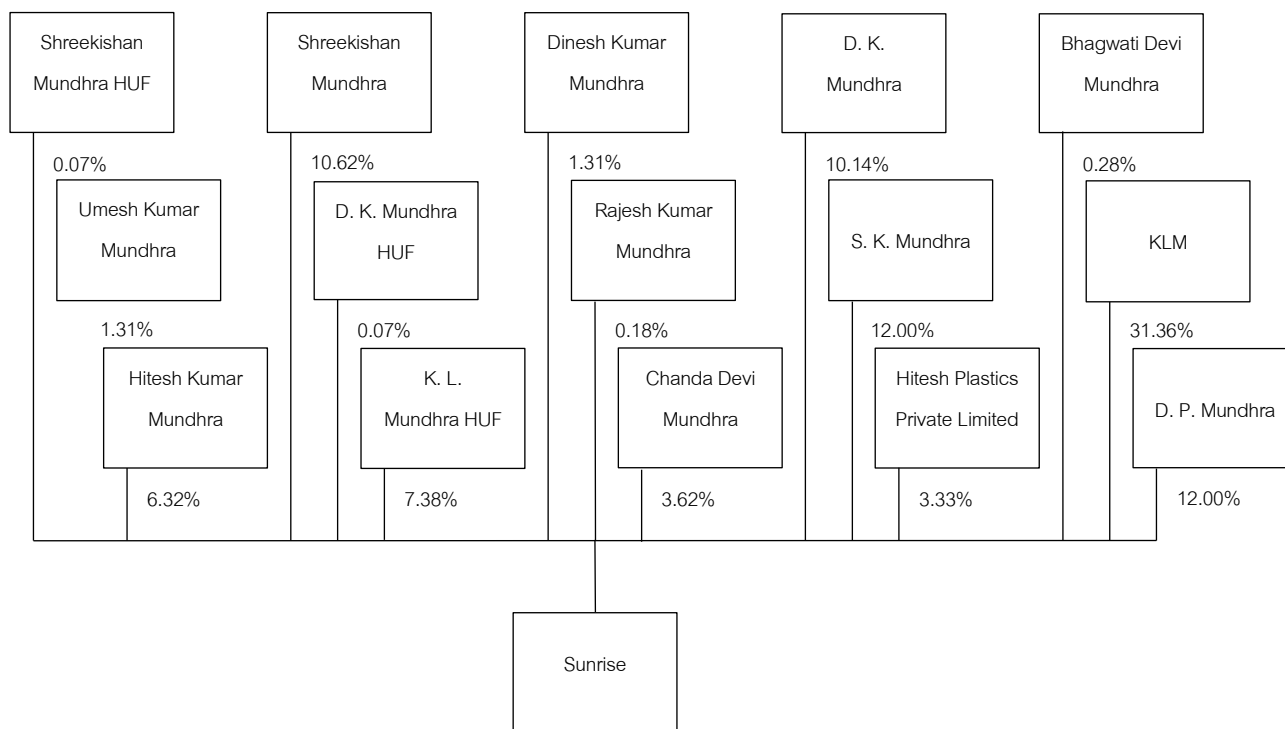 Shreekishan
Mundhra HUF
Shreekishan
Mundhra
Dinesh Kumar
Mundhra
D. K.
Mundhra
Bhagwati Devi
Mundhra
0.07%
10.62%
1.31%
10.14%
0.28%
Umesh Kumar
Mundhra
D. K. Mundhra
HUF
Rajesh Kumar
Mundhra
S. K. Mundhra
KLM
1.31%
0.07%
0.18%
12.00%
31.36%
Hitesh Kumar
Mundhra
K. L.
Mundhra HUF
Chanda Devi
Mundhra
Hitesh Plastics
Private Limited
D. P. Mundhra
6.32%
7.38%
3.62%
3.33%
12.00%
Sunrise